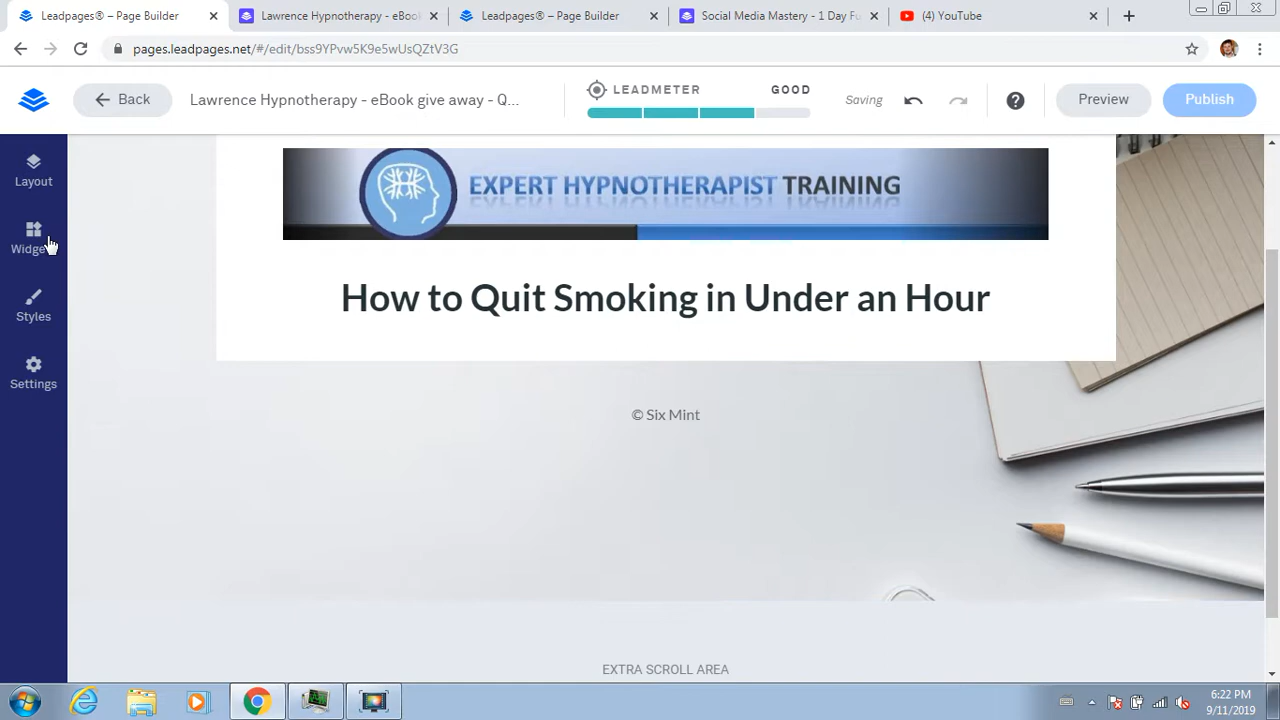 Leadpages® – Page Builder
Lawrence Hypnotherapy - eBook
Leadpages® – Page Builder
Social Media Mastery - 1 Day Fu
(4) YouTube
pages.leadpages.net/#/edit/bss9YPvw5K9e5wUsQZtV3G
Back
Lawrence Hypnotherapy - eBook give away - Q...
LEADMETER
GOOD
Saving
Preview
Publish
Layout
Widge
Styles
Settings
EXPERT HYPNOTHERAPIST TRAINING
How to Quit Smoking in Under an Hour
© Six Mint
EXTRA SCROLL AREA
6:22 PM
9/11/2019